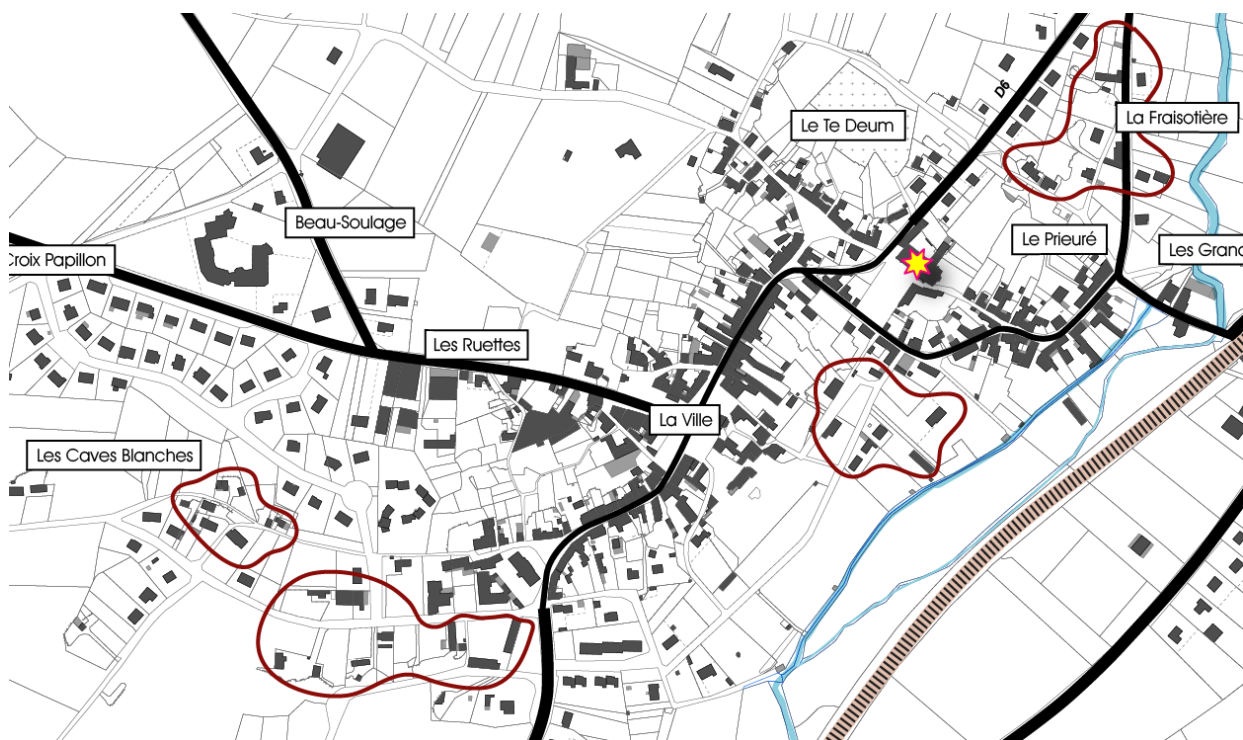 D6
La Fraisotière
Le Te Deum
Beau-Soulage
Le Prieuré
Croix Papillon
Les Grand
Les Ruettes
La Ville
Les Caves Blanches